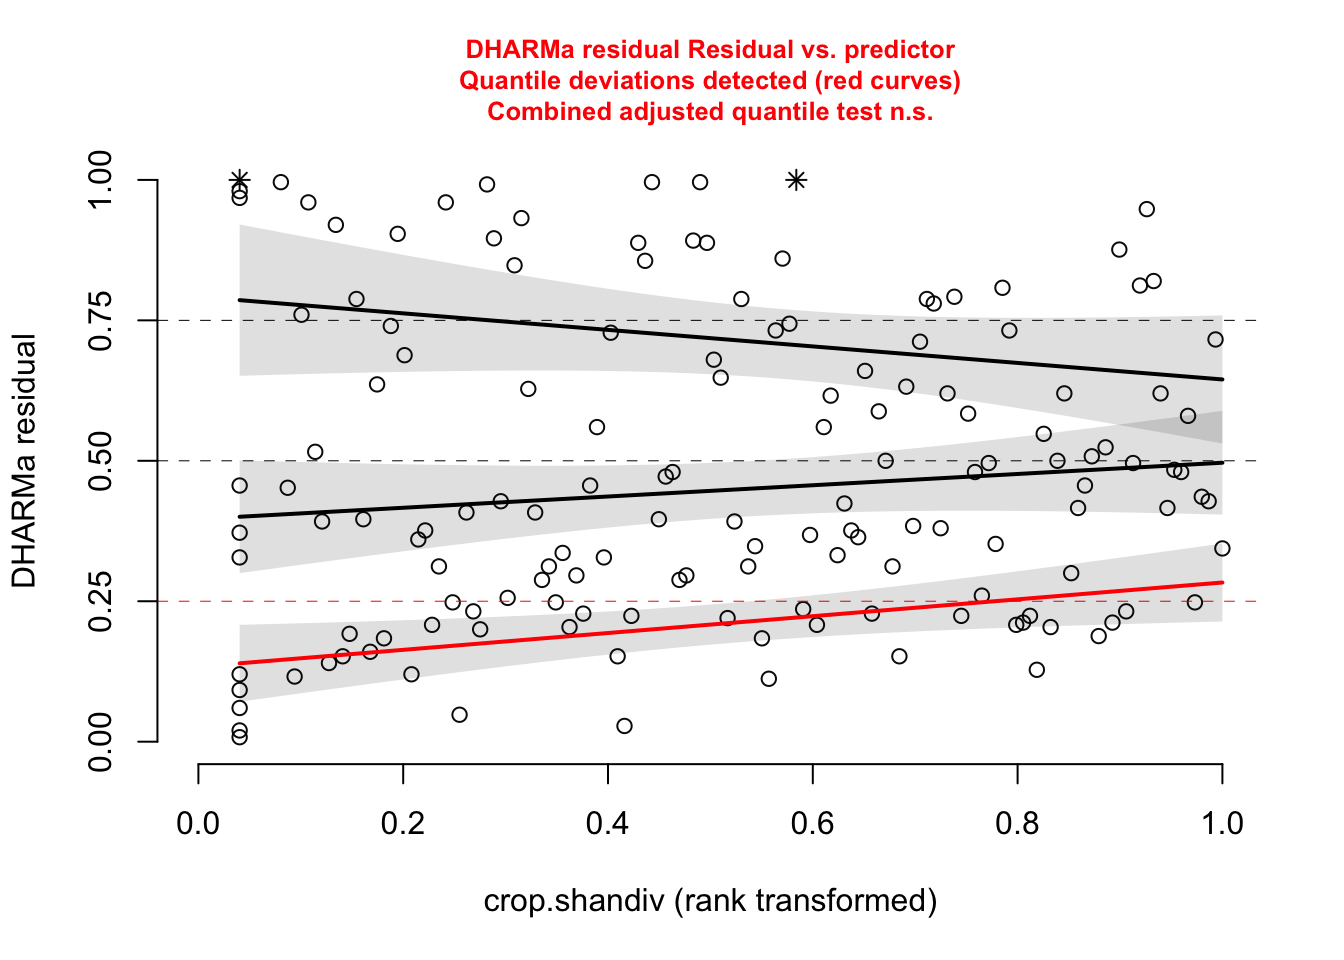 DHARMa residual Residual vs. predictor
Quantile deviations detected (red curves)
Combined adjusted quantile test n.s.
DHARMa residual
1.00
0.75
0.50
0.25
0.00
0.0 0.2 0.4 0.6 0.8 1.0
crop.shandiv (rank transformed)